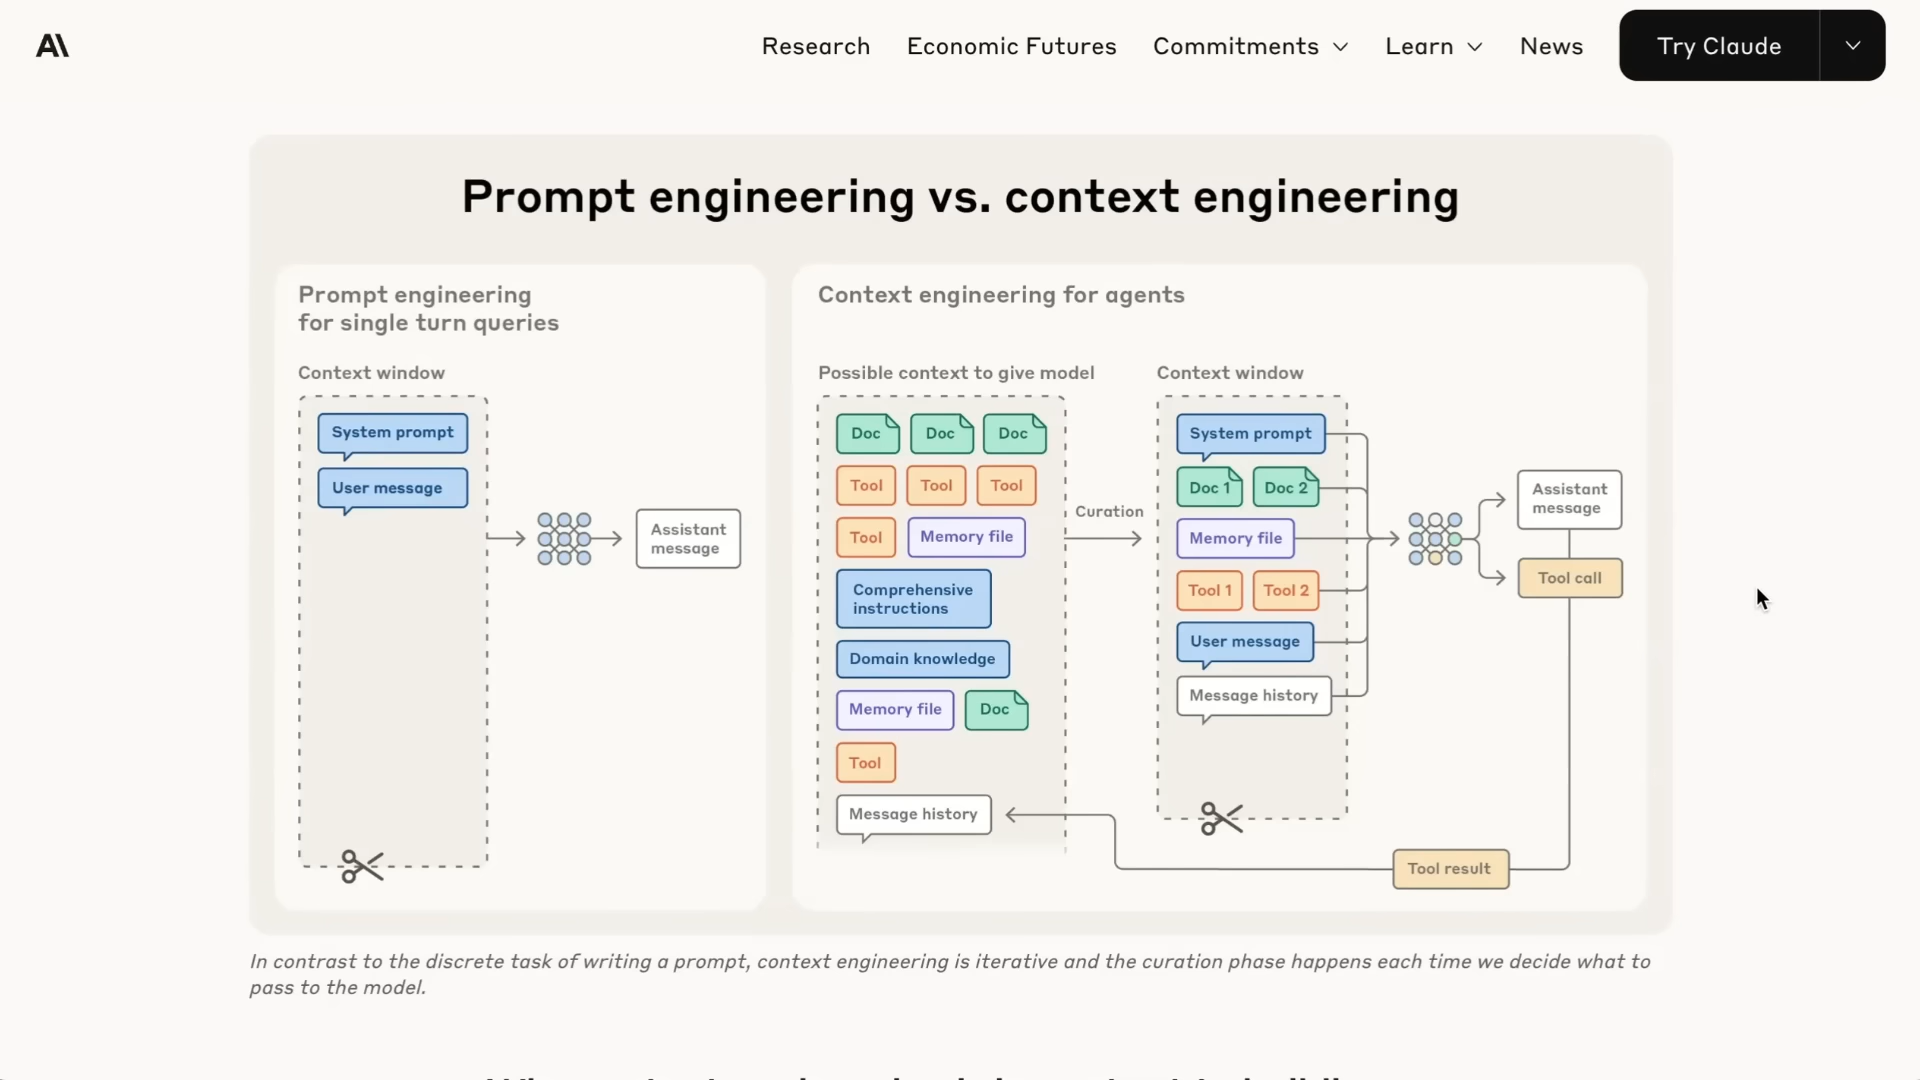 A\
Research
Economic Futures
Commitments
Learn
News
Try Claude
Prompt engineering vs. context engineering
Prompt engineering
for single turn queries
Context window
System prompt
User message
Assistant
message
Context engineering for agents
Possible context to give model
Doc
Doc
Doc
Tool
Tool
Tool
Tool
Memory file
Comprehensive
instructions
Domain knowledge
Memory file
Doc
Tool
Message history
Curation
Context window
System prompt
Doc 1
Doc 2
Memory file
Tool 1
Tool 2
User message
Message history
Assistant
message
Tool call
Tool result
In contrast to the discrete task of writing a prompt, context engineering is iterative and the curation phase happens each time we decide what to
pass to the model.